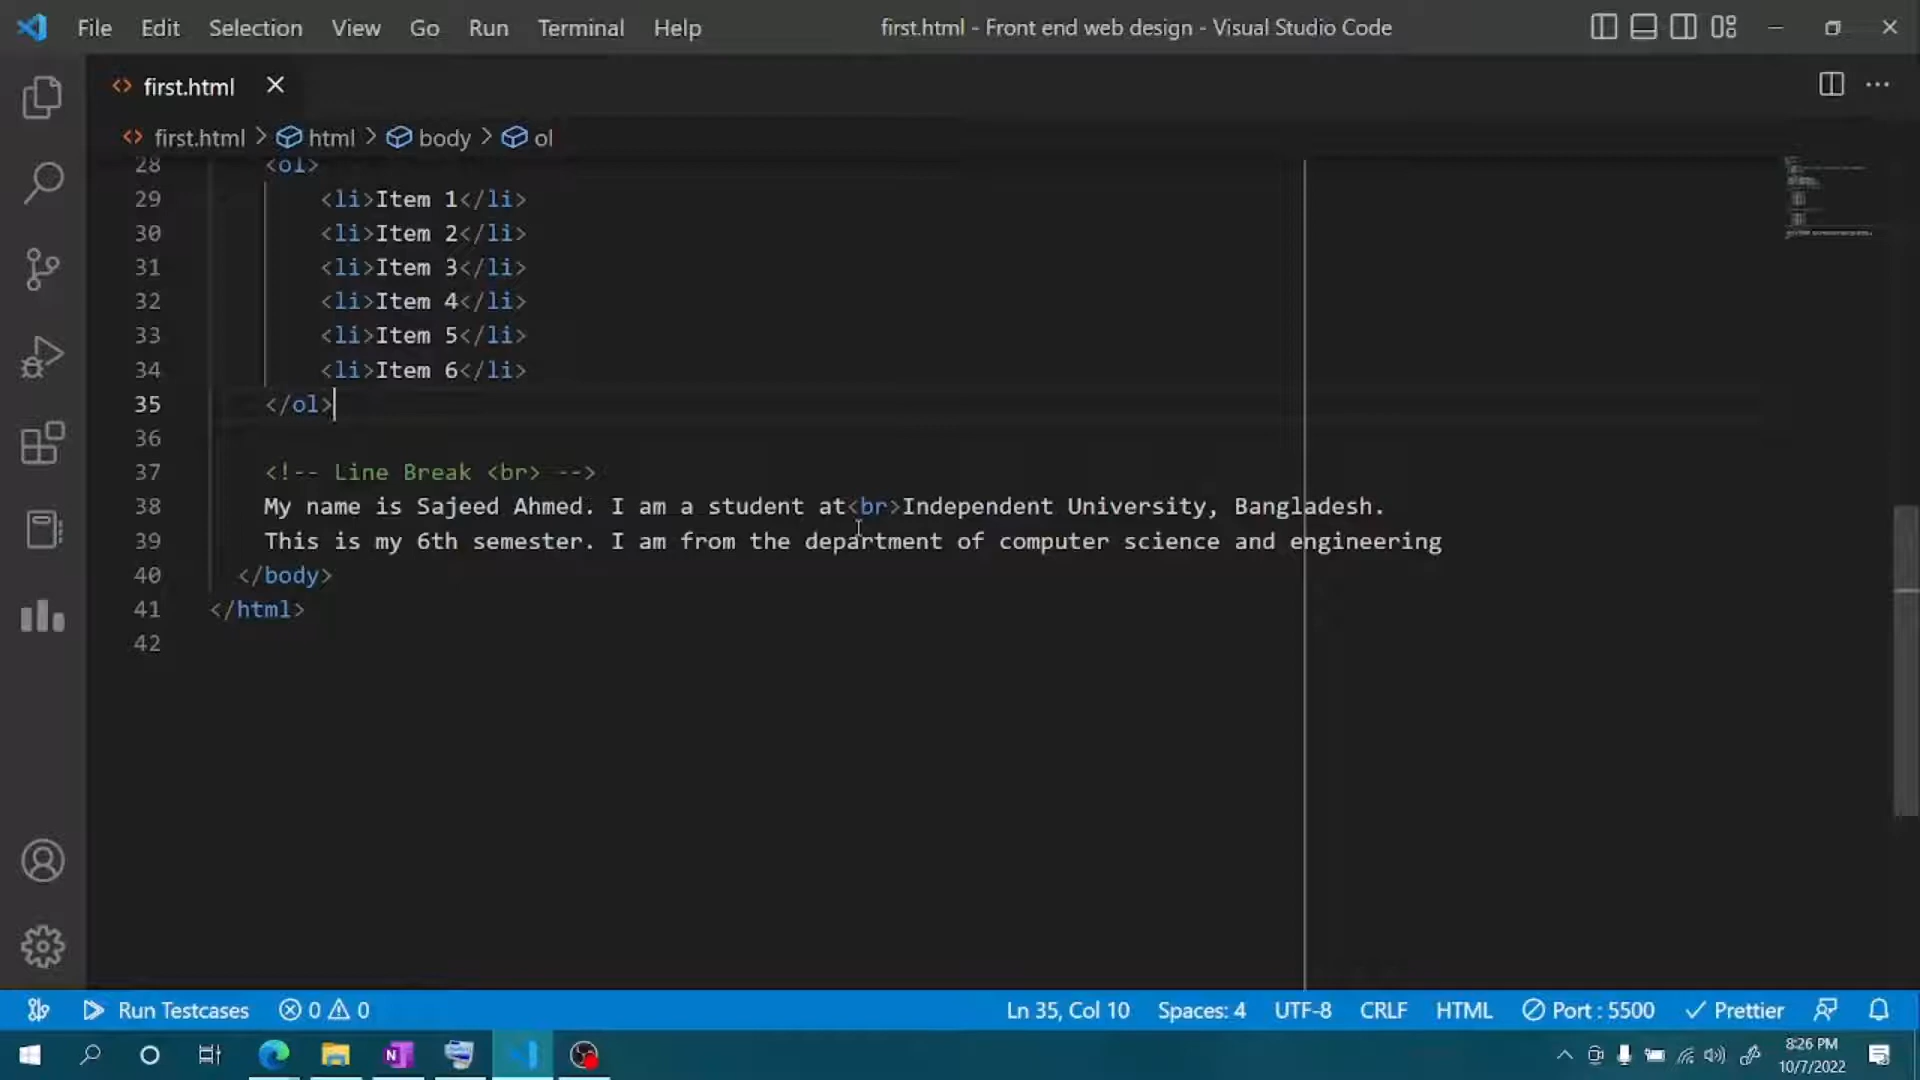 File Edit Selection View Go Run Terminal Help first.html - Front end web design - Visual Studio Code
first.html
first.html > html > body > ol
28 <ol>
29 <li>Item 1</li>
30 <li>Item 2</li>
31 <li>Item 3</li>
32 <li>Item 4</li>
33 <li>Item 5</li>
34 <li>Item 6</li>
35 </ol>
36
37 <!-- Line Break <br> -->
38 My name is Sajeed Ahmed. I am a student at<br>Independent University, Bangladesh.
39 This is my 6th semester. I am from the department of computer science and engineering
40 </body>
41 </html>
42
Run Testcases 0 0 Ln 35, Col 10 Spaces: 4 UTF-8 CRLF HTML Port : 5500 Prettier
8:26 PM
10/7/2022